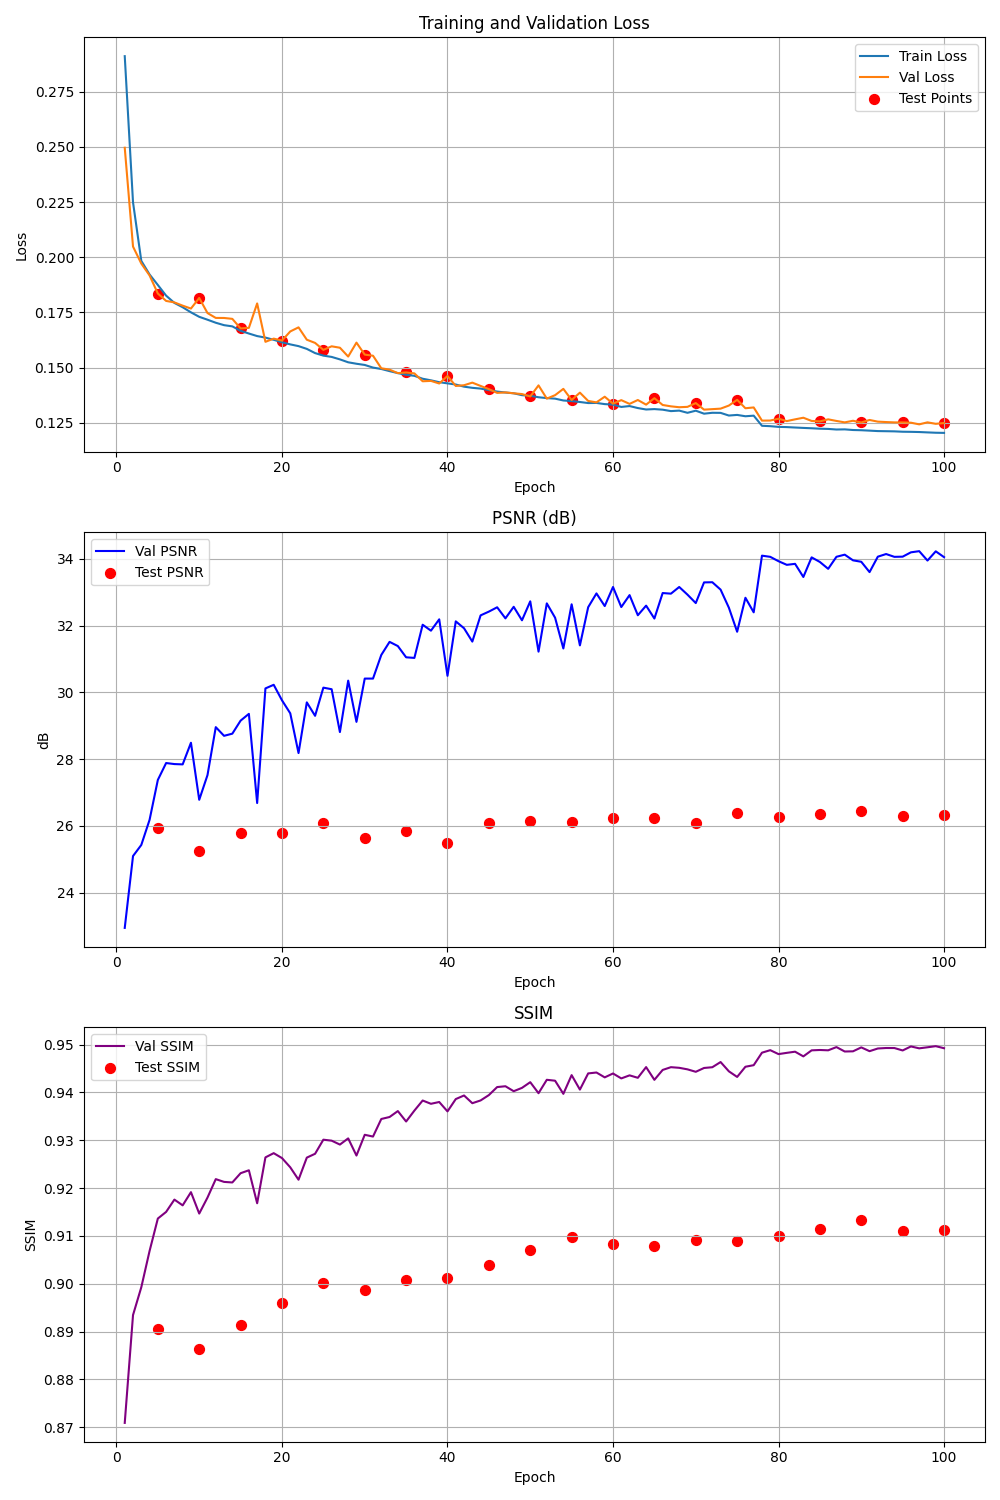 Training and Validation Loss
Train Loss
Val Loss
Test Points
0.275
0.250
0.225
0.200
0.175
0.150
0.125
Loss
0
20
40
60
80
100
Epoch
PSNR (dB)
Val PSNR
Test PSNR
34
32
30
28
26
24
dB
0
20
40
60
80
100
Epoch
SSIM
Val SSIM
Test SSIM
0.95
0.94
0.93
0.92
0.91
0.90
0.89
0.88
0.87
SSIM
0
20
40
60
80
100
Epoch